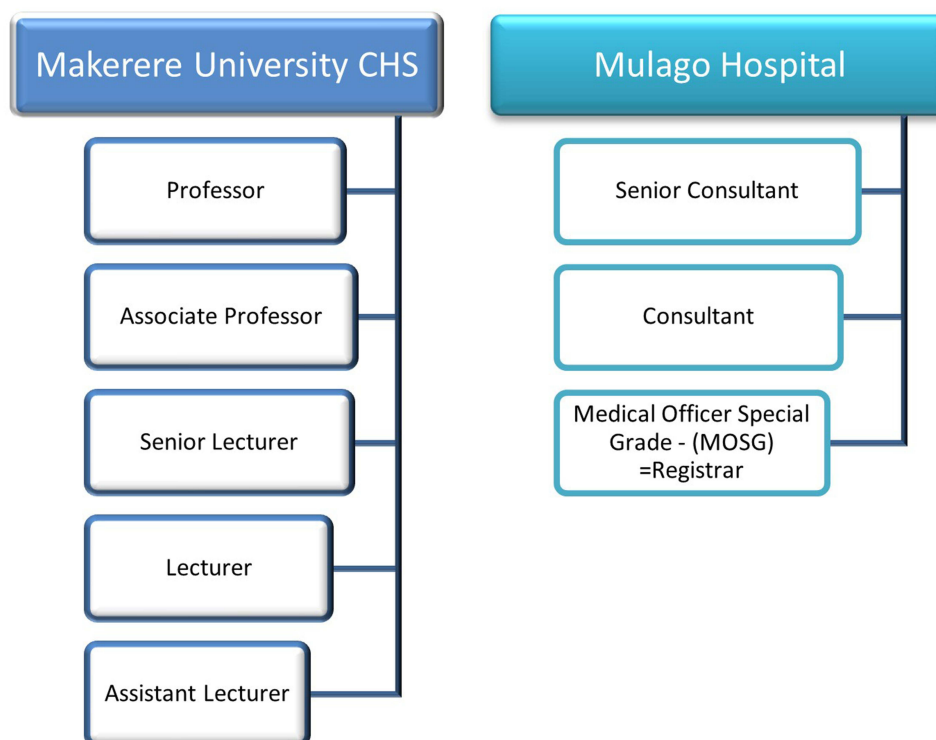 Makerere University CHS
Professor
Associate Professor
Senior Lecturer
Lecturer
Assistant Lecturer
Mulago Hospital
Senior Consultant
Consultant
Medical Officer Special
Grade - (MOSG)
=Registrar